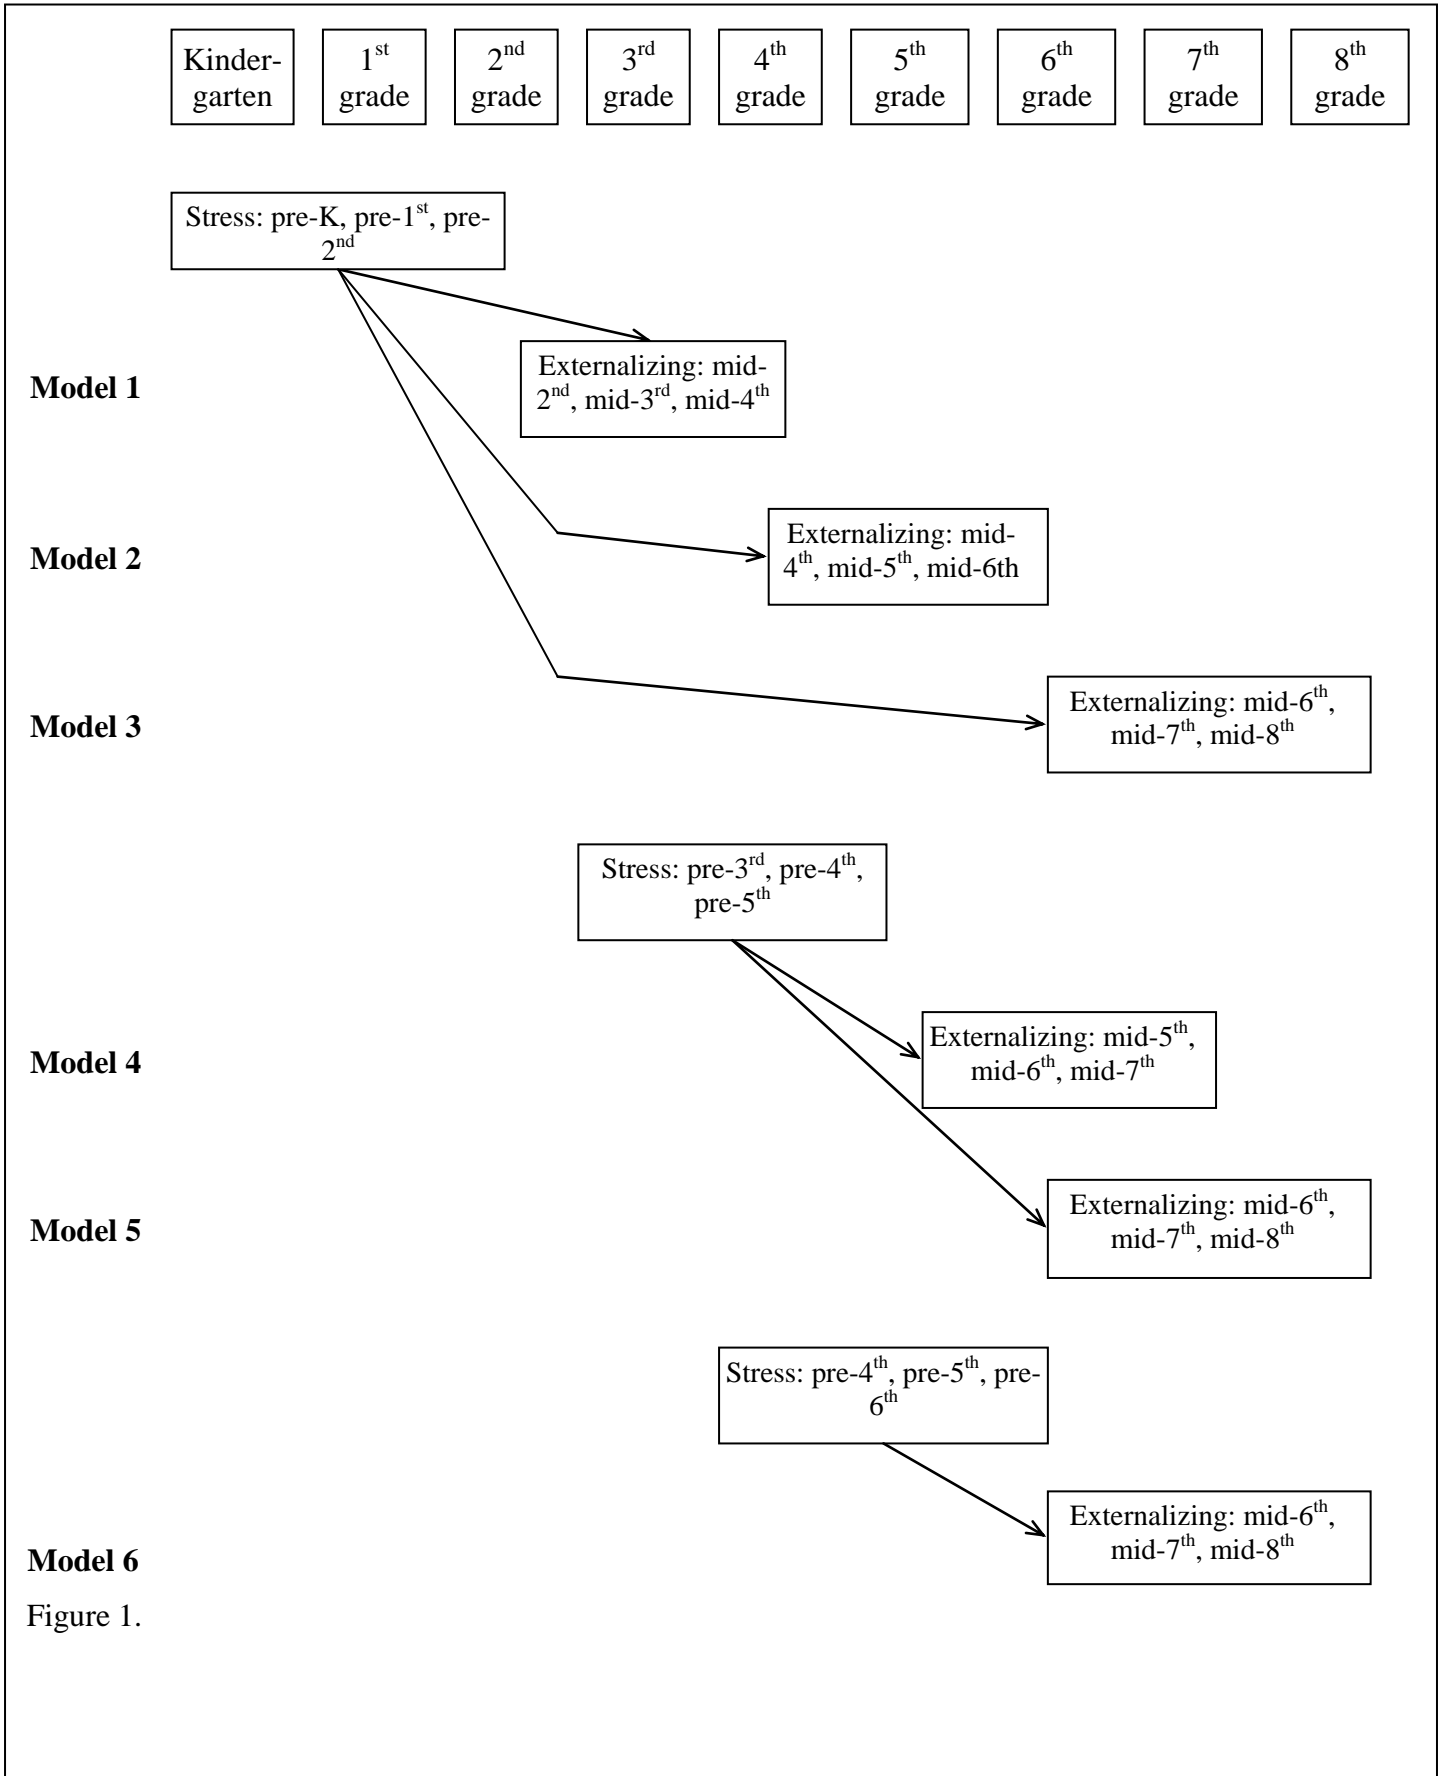 Kinder- 1st 2nd 3rd 4th 5th 6th 7th 8th
garten grade grade grade grade grade grade grade grade
Stress: pre-K, pre-1st, pre-
2nd
Externalizing: mid-
Model 1
2nd, mid-3rd, mid-4th
Externalizing: mid-
Model 2
4th, mid-5th, mid-6th
Externalizing: mid-6th,
Model 3
mid-7th, mid-8th
Stress: pre-3rd, pre-4th,
pre-5th
Externalizing: mid-5th,
Model 4
mid-6th, mid-7th
Externalizing: mid-6th,
Model 5
mid-7th, mid-8th
Stress: pre-4th, pre-5th, pre-
6th
Externalizing: mid-6th,
mid-7th, mid-8th
Model 6
Figure 1.